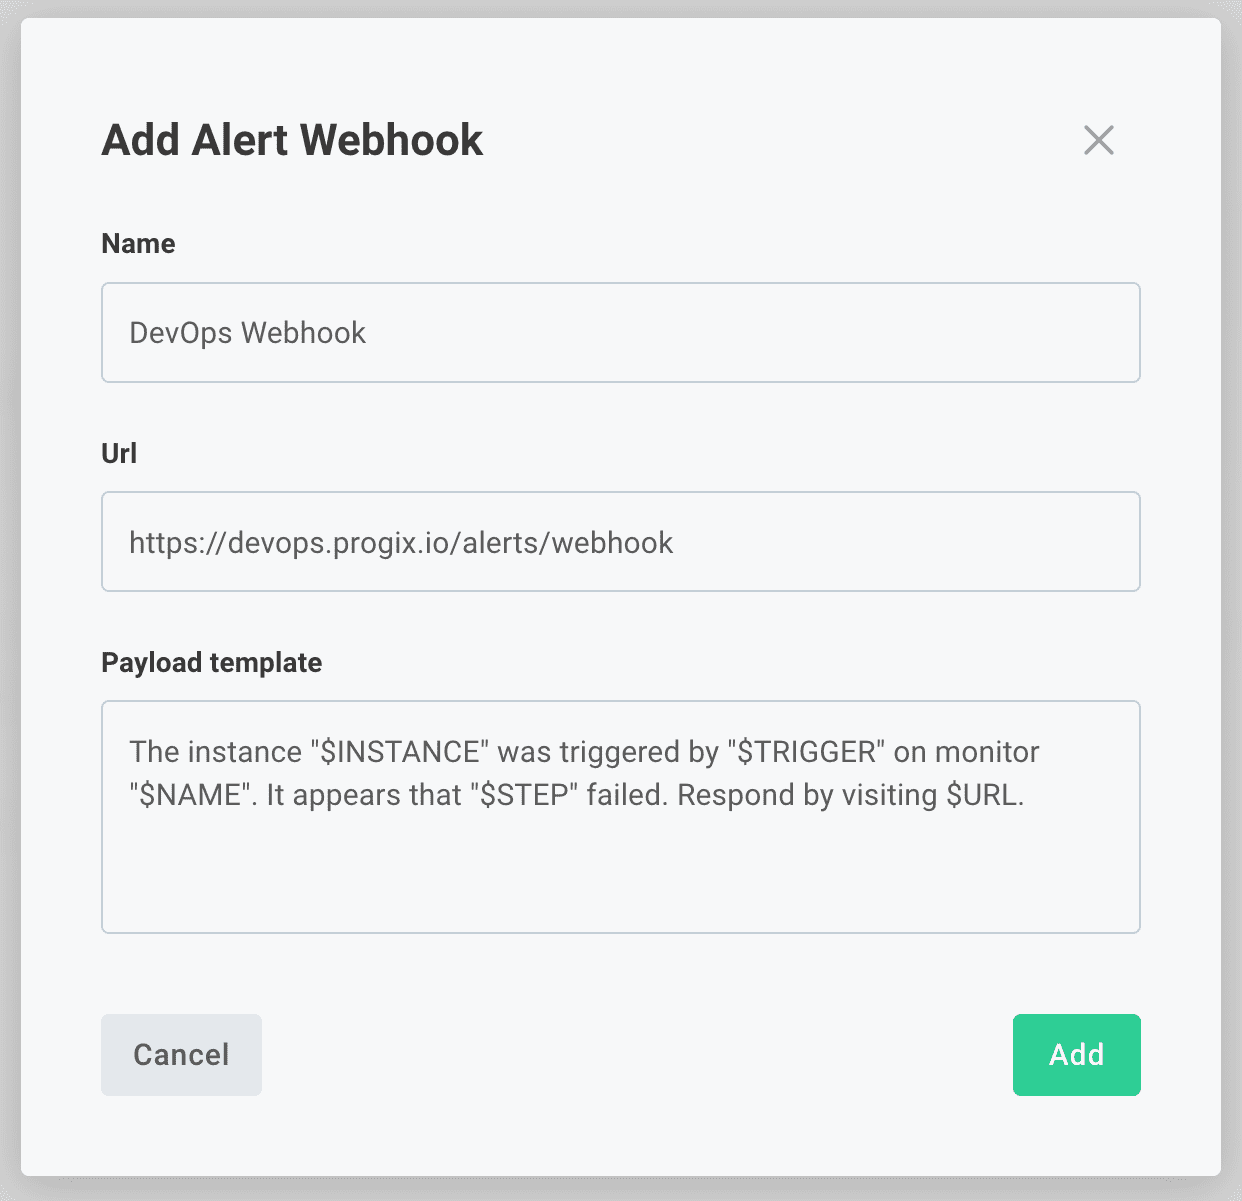 Add Alert Webhook
Name
DevOps Webhook
Url
https://devops.progix.io/alerts/webhook
Payload template
The instance "$INSTANCE" was triggered by "$TRIGGER" on monitor
"$NAME". It appears that "$STEP" failed. Respond by visiting $URL.
Cancel
Add